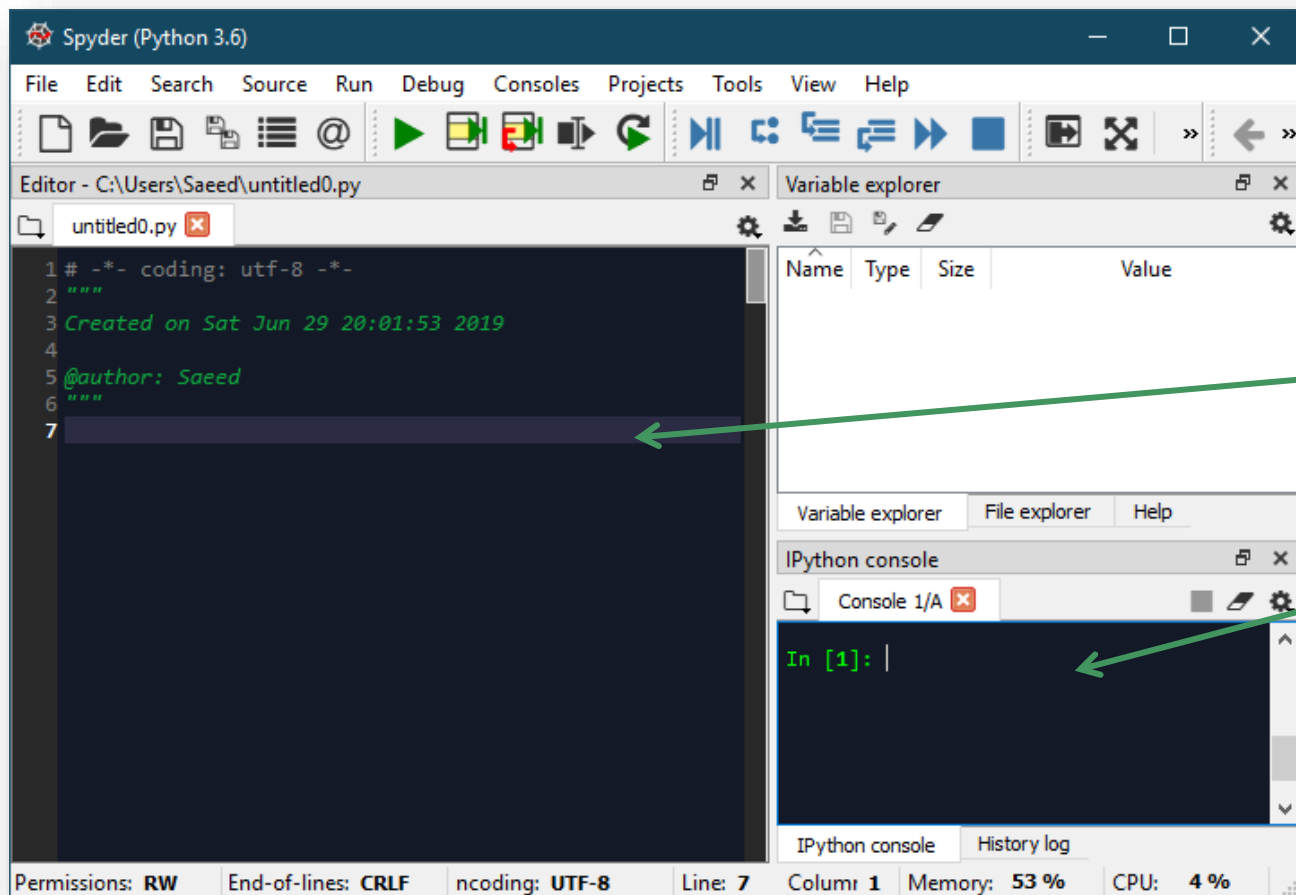 Spyder (Python 3.6)
File Edit Search Source Run Debug Consoles Projects Tools View Help
Editor - C:\Users\Saeed\untitled0.py
untitled0.py
1 # -*- coding: utf-8 -*-
2 """
3 Created on Sat Jun 29 20:01:53 2019
4
5 @author: Saeed
6 """
7
Variable explorer
Name Type Size Value
Variable explorer File explorer Help
IPython console
Console 1/A
In [1]:
IPython console History log
Permissions: RW End-of-lines: CRLF ncoding: UTF-8 Line: 7 Colum 1 Memory: 53 % CPU: 4 %